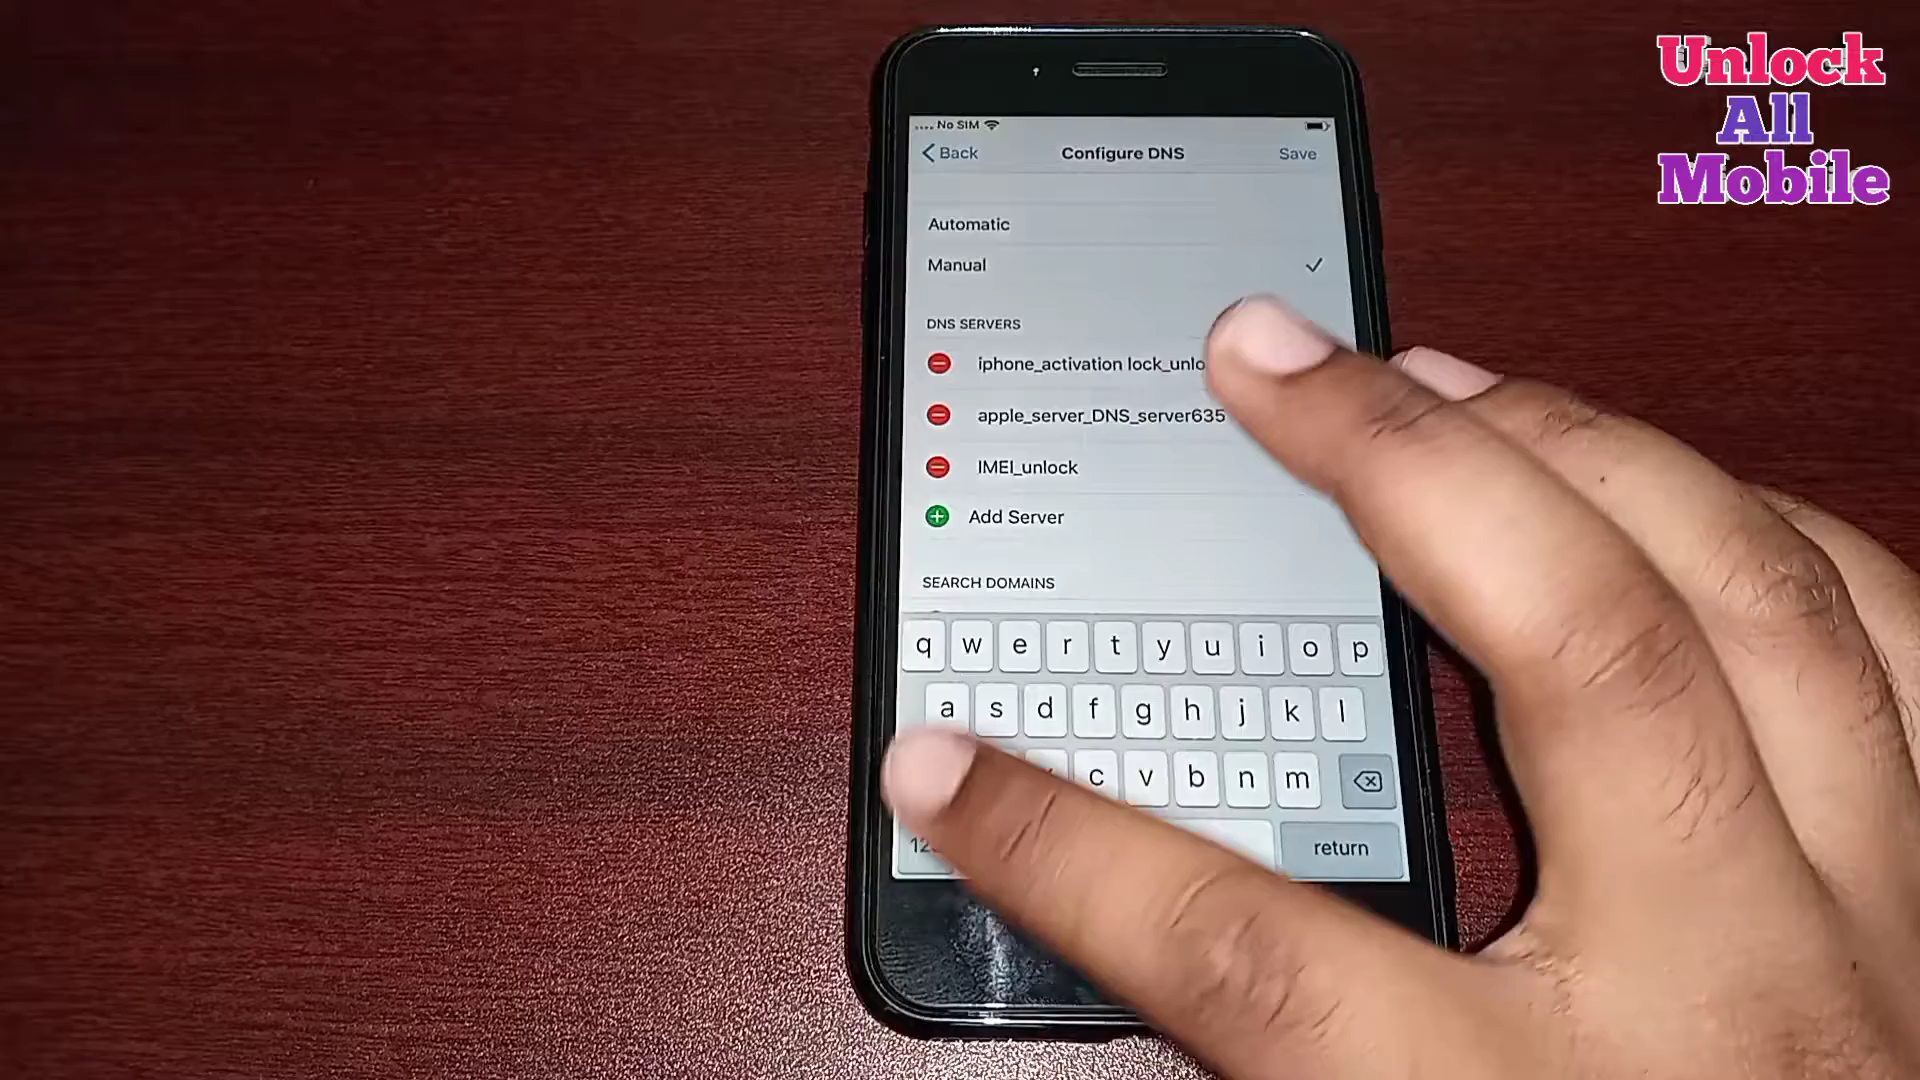 Unlock
All
Mobile
No SIM
Back Configure DNS Save
Automatic
Manual
DNS SERVERS
iphone_activation lock_unlo
apple_server_DNS_server635
IMEI_unlock
Add Server
SEARCH DOMAINS
q w e r t y u i o p
a s d f g h j k l
c v b n m
return